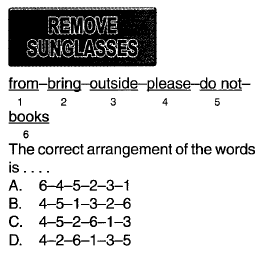 REMOVE
SUNGLASSES
from–bring–outside–please–do not–
1 2 3 4 5
books
6
The correct arrangement of the words
is . . . .
A. 6–4–5–2–3–1
B. 4–5–1–3–2–6
C. 4–5–2–6–1–3
D. 4–2–6–1–3–5